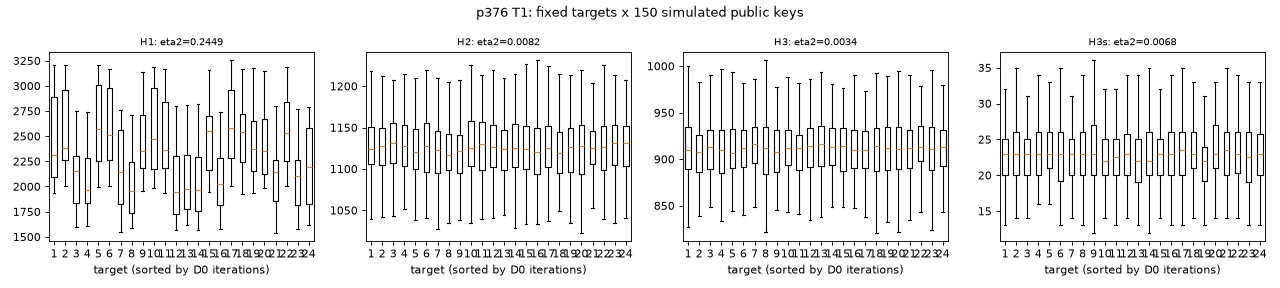 p376 T1: fixed targets x 150 simulated public keys
H1: eta2=0.2449
3250
3000
2750
2500
2250
2000
1750
1500
1 2 3 4 5 6 7 8 9 10 11 12 13 14 15 16 17 18 19 20 21 22 23 24
target (sorted by D0 iterations)
H2: eta2=0.0082
1200
1150
1100
1050
1 2 3 4 5 6 7 8 9 10 11 12 13 14 15 16 17 18 19 20 21 22 23 24
target (sorted by D0 iterations)
H3: eta2=0.0034
1000
950
900
850
1 2 3 4 5 6 7 8 9 10 11 12 13 14 15 16 17 18 19 20 21 22 23 24
target (sorted by D0 iterations)
H3s: eta2=0.0068
35
30
25
20
15
1 2 3 4 5 6 7 8 9 10 11 12 13 14 15 16 17 18 19 20 21 22 23 24
target (sorted by D0 iterations)